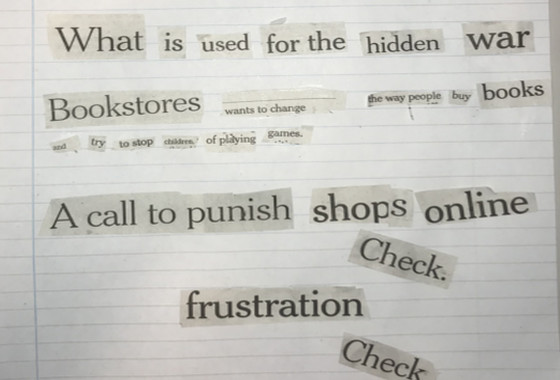 What is used for the hidden war
Bookstores wants to change the way people buy books
and try to stop children, of playing games.
A call to punish shops online
Check.
frustration
Check